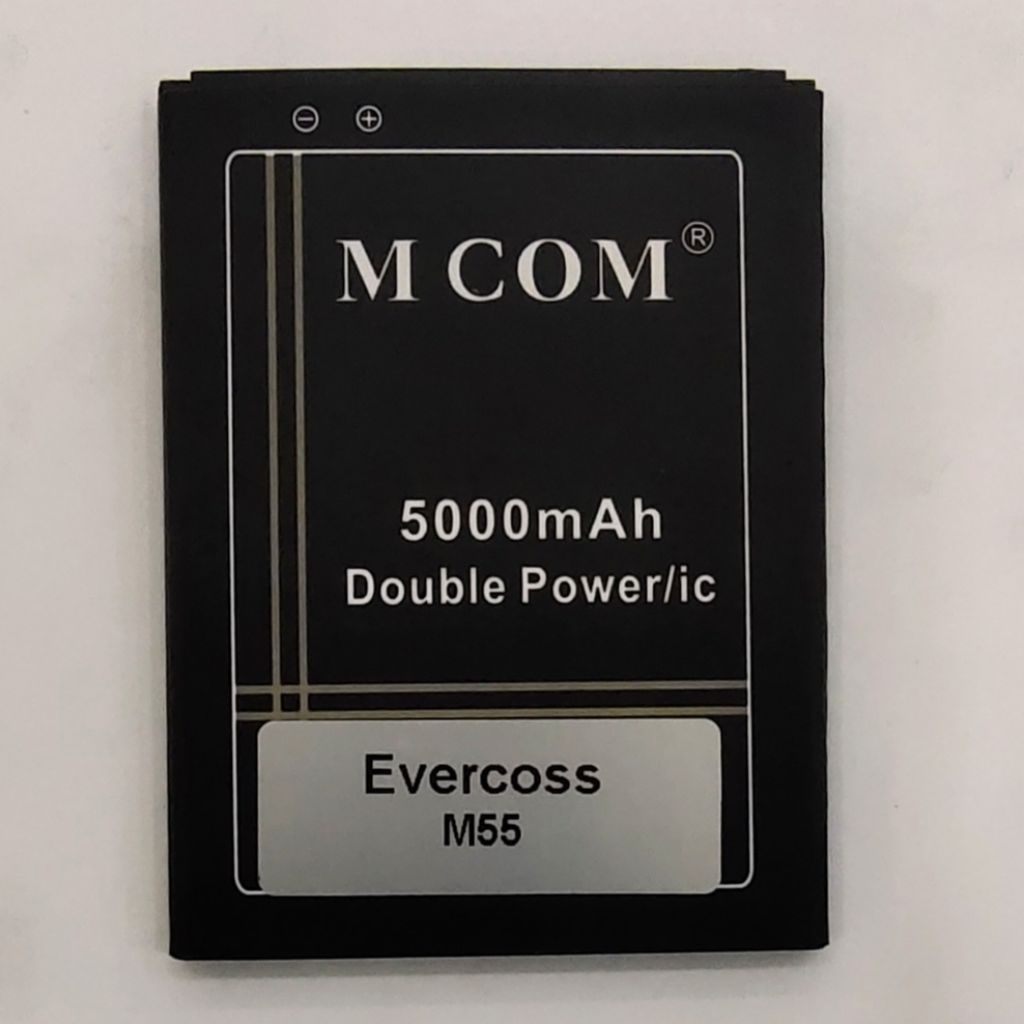 ⊖ ⊕
M COM®
5000mAh
Double Power/ic
Evercoss
M55